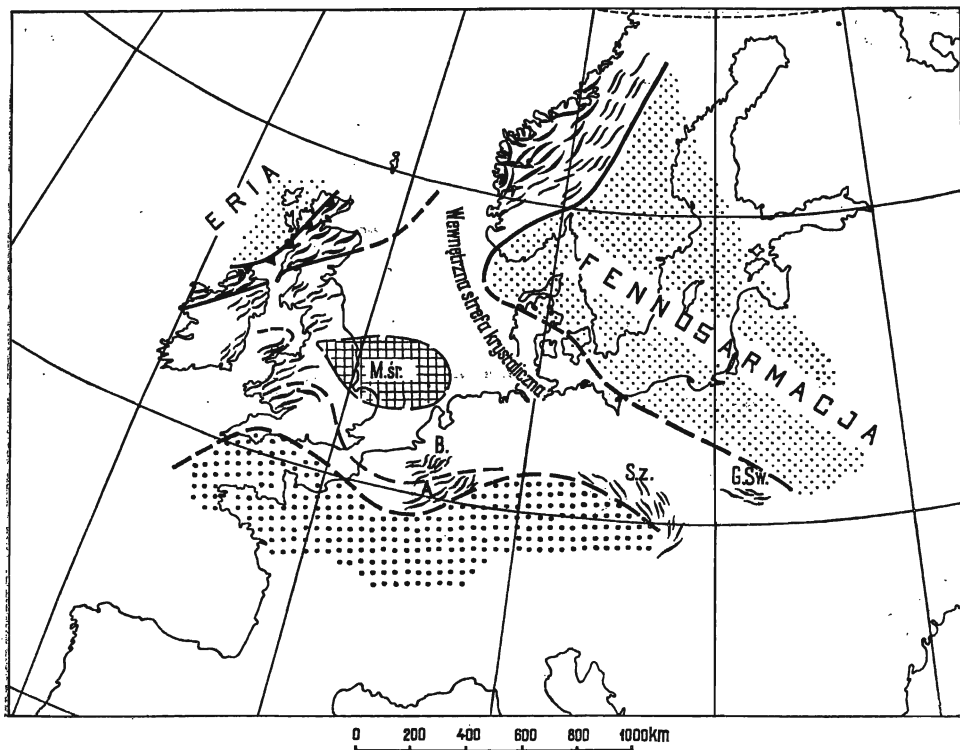 ERIA
Wewnętrzna strefa krystaliczna
FENNOSARMACJA
M.śr.
B.
A.
S.Z.
G.Św.
0 200 400 600 800 1000km